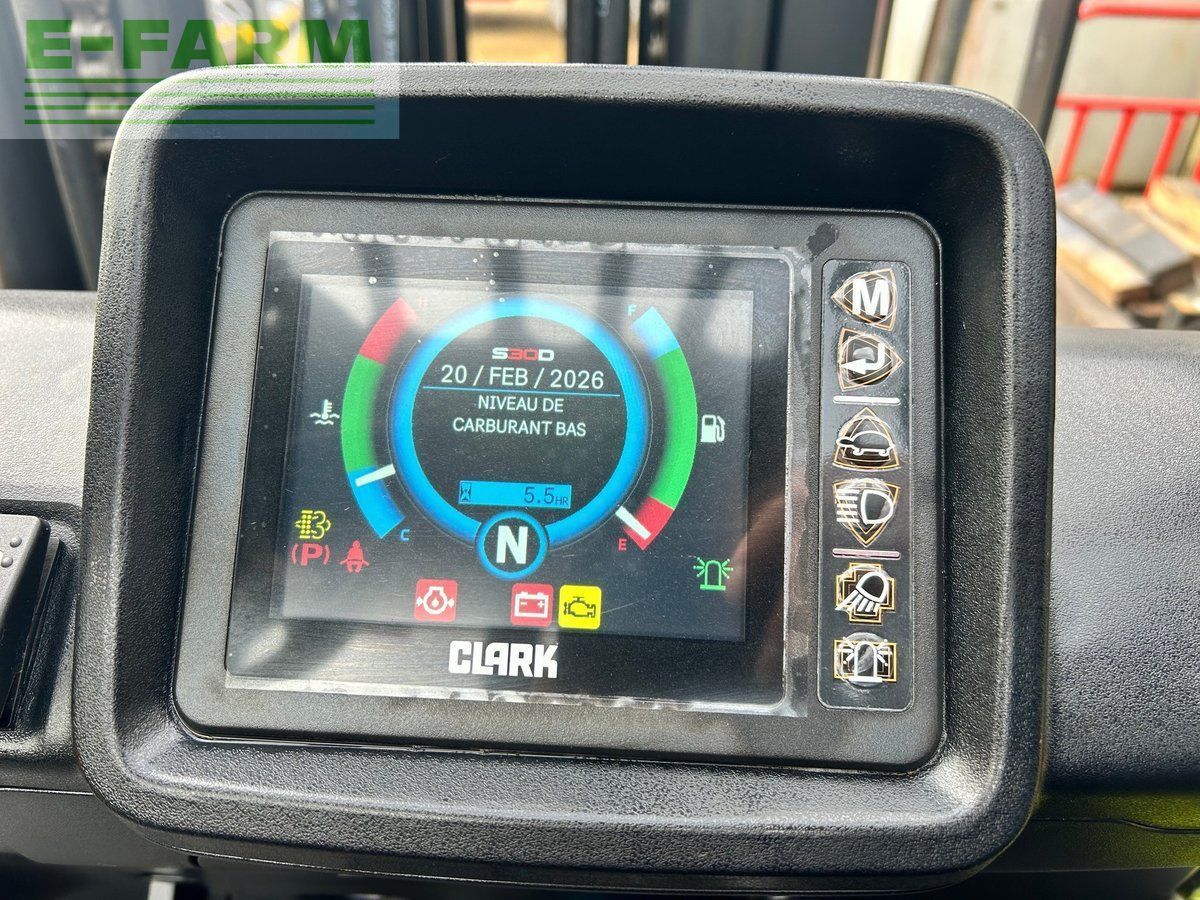 E-FARM
M
H
F
S30D
20 / FEB / 2026
NIVEAU DE
CARBURANT BAS
5.5HR
C
E
N
(P)
CLARK